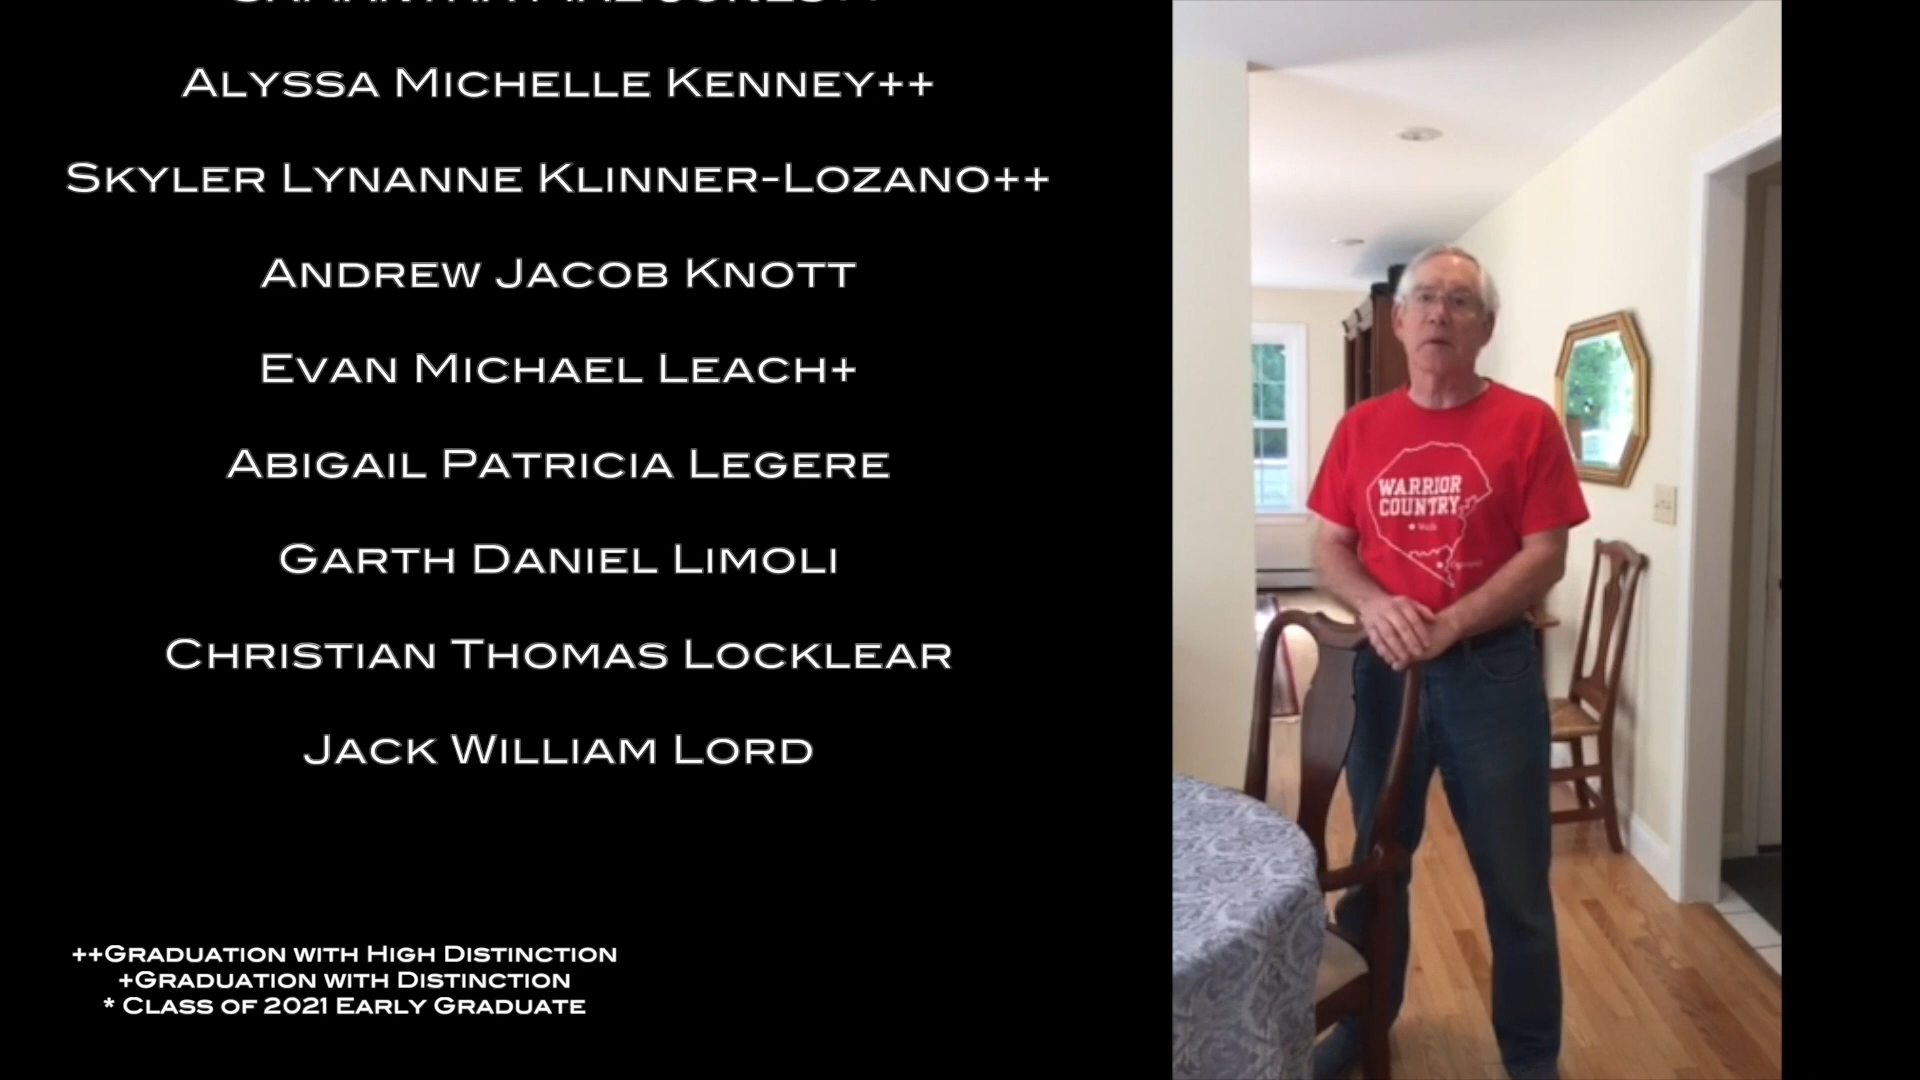 Alyssa Michelle Kenney++
Skyler Lynanne Klinner-Lozano++
Andrew Jacob Knott
Evan Michael Leach+
Abigail Patricia Legere
Garth Daniel Limoli
Christian Thomas Locklear
Jack William Lord
++Graduation with High Distinction
+Graduation with Distinction
* Class of 2021 Early Graduate
WARRIOR
COUNTRY